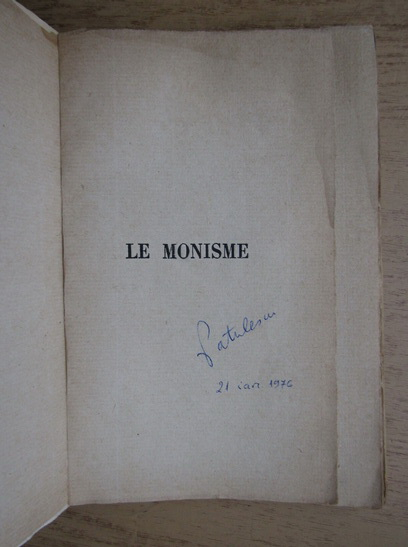 LE MONISME
21 ian 1976